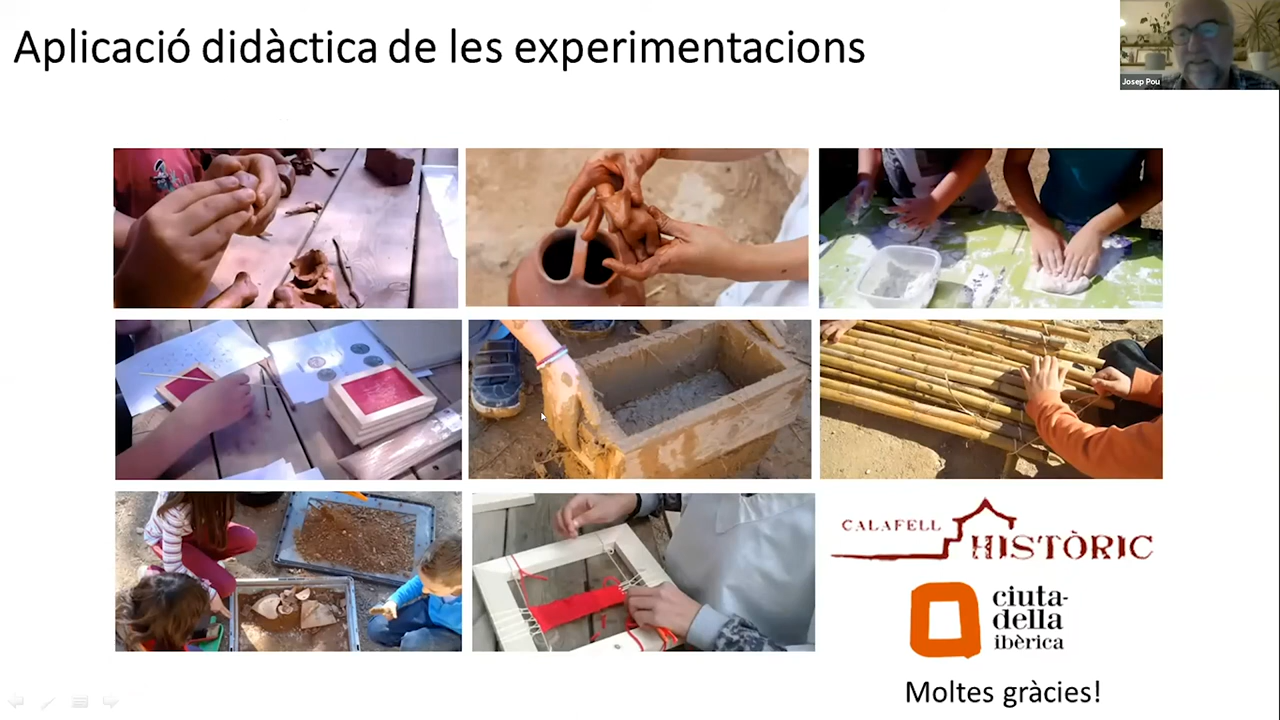 Aplicació didàctica de les experimentacions
Josep Pou
CALAFELL
HISTÒRIC
ciuta-
della
ibèrica
Moltes gràcies!